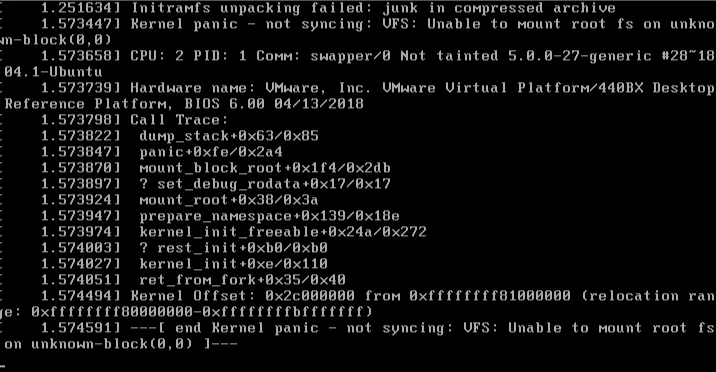 [    1.251634] Initramfs unpacking failed: junk in compressed archive
[    1.573447] Kernel panic - not syncing: VFS: Unable to mount root fs on unkno
wn-block(0,0)
[    1.573658] CPU: 2 PID: 1 Comm: swapper/0 Not tainted 5.0.0-27-generic #28~18
04.1-Ubuntu
[    1.573739] Hardware name: VMware, Inc. VMware Virtual Platform/440BX Desktop
Reference Platform, BIOS 6.00 04/13/2018
[    1.573798] Call Trace:
[    1.573822]  dump_stack+0x63/0x85
[    1.573847]  panic+0xfe/0x2a4
[    1.573870]  mount_block_root+0x1f4/0x2db
[    1.573897]  ? set_debug_rodata+0x17/0x17
[    1.573924]  mount_root+0x38/0x3a
[    1.573947]  prepare_namespace+0x139/0x18e
[    1.573974]  kernel_init_freeable+0x24a/0x272
[    1.574003]  ? rest_init+0xb0/0xb0
[    1.574027]  kernel_init+0xe/0x110
[    1.574051]  ret_from_fork+0x35/0x40
[    1.574494] Kernel Offset: 0x2c000000 from 0xffffffff81000000 (relocation ran
ge: 0xffffffff80000000-0xffffffffbfffffff)
[    1.574591] ---[ end Kernel panic - not syncing: VFS: Unable to mount root fs
on unknown-block(0,0) ]---